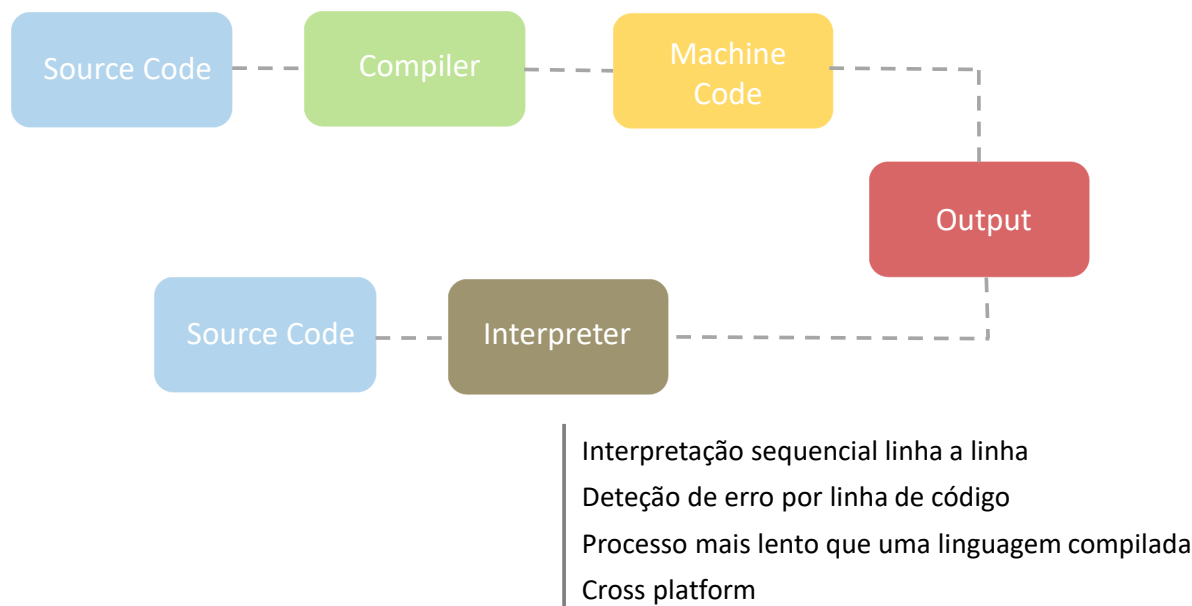 Source Code
Compiler
Machine
Code
Output
Source Code
Interpreter
Interpretação sequencial linha a linha
Deteção de erro por linha de código
Processo mais lento que uma linguagem compilada
Cross platform